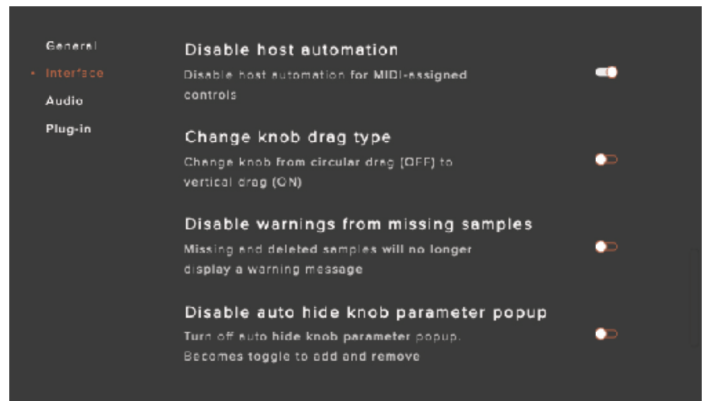 General
• Interface
Audio
Plug-in
Disable host automation
Disable host automation for MIDI-assigned
controls
Change knob drag type
Change knob from circular drag (OFF) to
vertical drag (ON)
Disable warnings from missing samples
Missing and deleted samples will no longer
display a warning message
Disable auto hide knob parameter popup
Turn off auto hide knob parameter popup.
Becomes toggle to add and remove